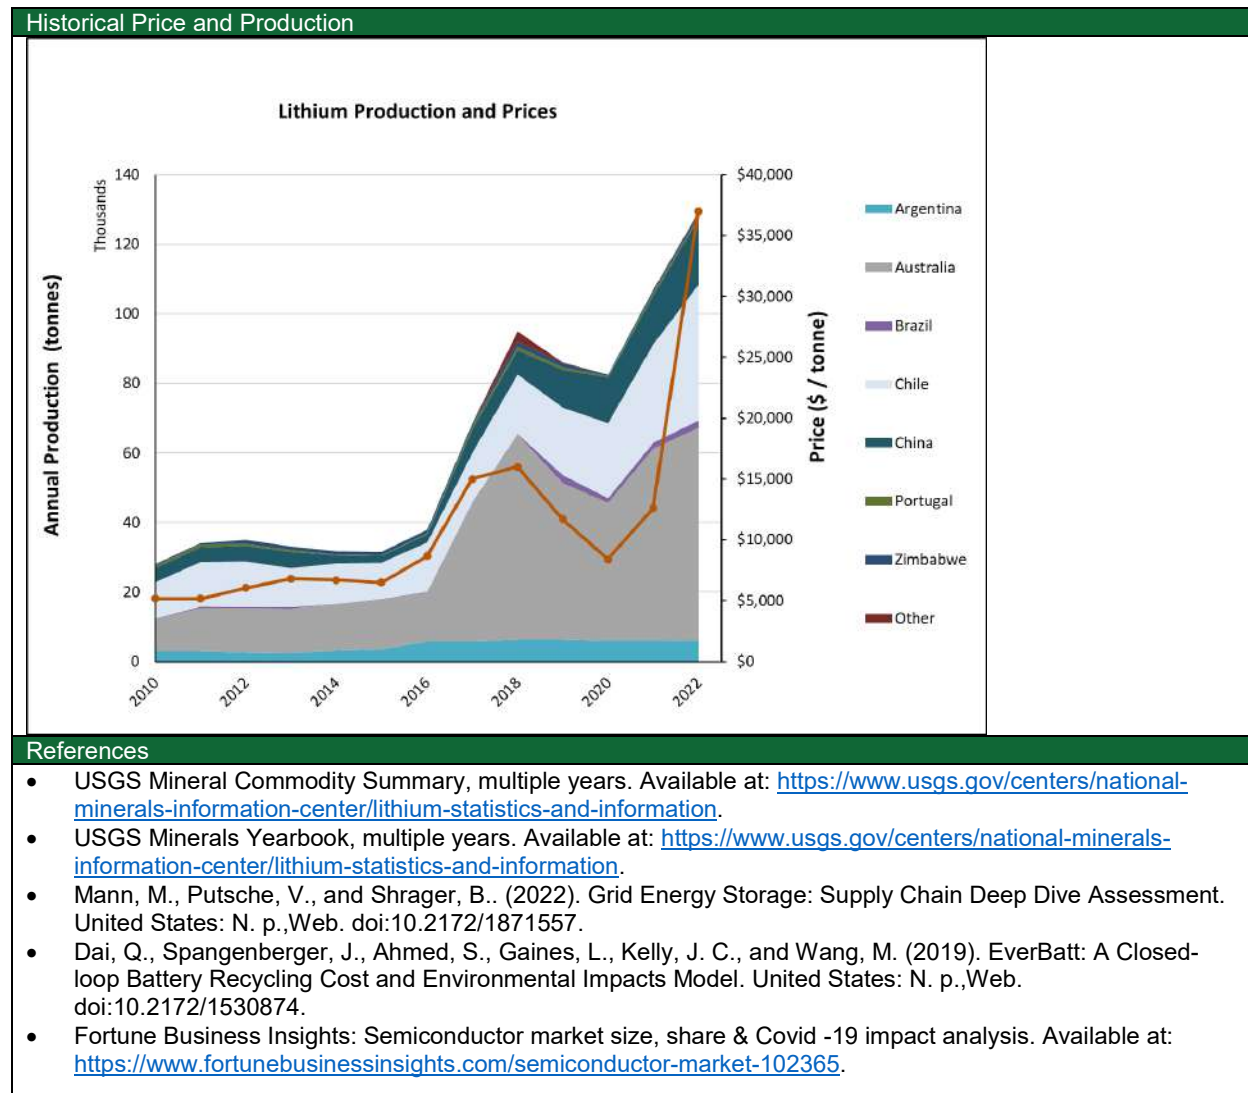 Historical Price and Production
Lithium Production and Prices
Thousands
Annual Production (tonnes)
140
120
100
80
60
40
20
0
$40,000
$35,000
$30,000
$25,000
$20,000
$15,000
$10,000
$5,000
$0
Price ($ / tonne)
2010
2012
2014
2016
2018
2020
2022
Argentina
Australia
Brazil
Chile
China
Portugal
Zimbabwe
Other
References
• USGS Mineral Commodity Summary, multiple years. Available at: https://www.usgs.gov/centers/national-
minerals-information-center/lithium-statistics-and-information.
• USGS Minerals Yearbook, multiple years. Available at: https://www.usgs.gov/centers/national-minerals-
information-center/lithium-statistics-and-information.
• Mann, M., Putsche, V., and Shrager, B.. (2022). Grid Energy Storage: Supply Chain Deep Dive Assessment.
United States: N. p.,Web. doi:10.2172/1871557.
• Dai, Q., Spangenberger, J., Ahmed, S., Gaines, L., Kelly, J. C., and Wang, M. (2019). EverBatt: A Closed-
loop Battery Recycling Cost and Environmental Impacts Model. United States: N. p.,Web.
doi:10.2172/1530874.
• Fortune Business Insights: Semiconductor market size, share & Covid -19 impact analysis. Available at:
https://www.fortunebusinessinsights.com/semiconductor-market-102365.